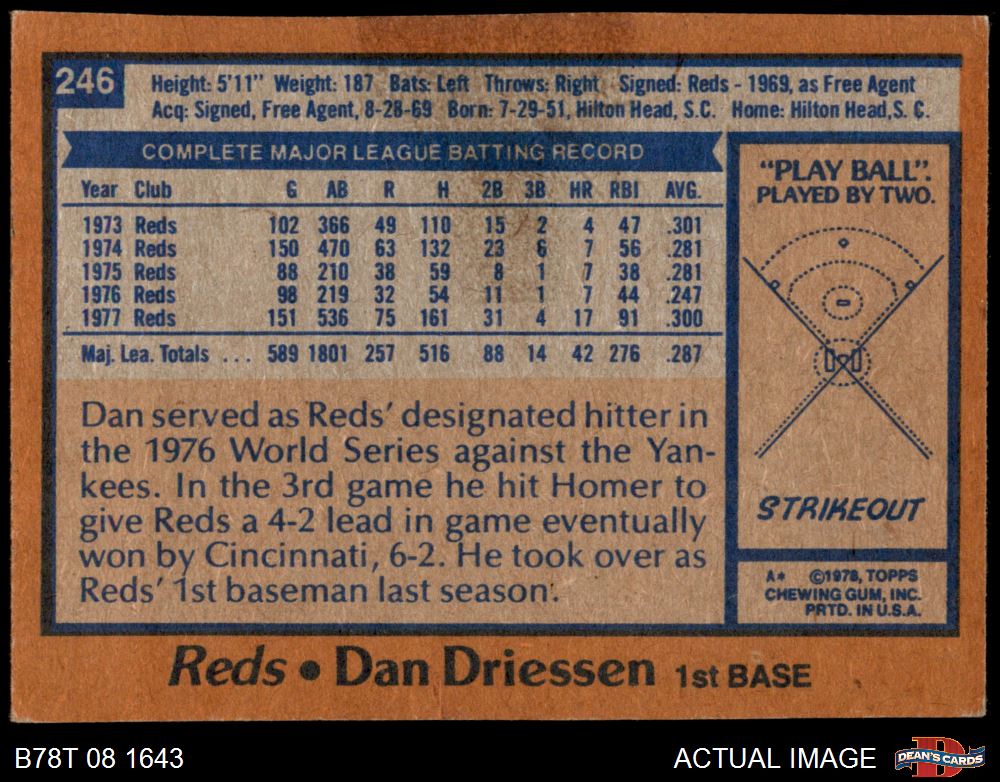 246
Height: 5'11" Weight: 187 Bats: Left Throws: Right Signed: Reds - 1969, as Free Agent
Acq: Signed, Free Agent, 8-28-69 Born: 7-29-51, Hilton Head, S.C. Home: Hilton Head, S. C.
COMPLETE MAJOR LEAGUE BATTING RECORD
Year Club G AB R H 2B 3B HR RBI AVG.
1973 Reds 102 366 49 110 15 2 4 47 .301
1974 Reds 150 470 63 132 23 6 7 56 .281
1975 Reds 88 210 38 59 8 1 7 38 .281
1976 Reds 98 219 32 54 11 1 7 44 .247
1977 Reds 151 536 75 161 31 4 17 91 .300
Maj. Lea. Totals ... 589 1801 257 516 88 14 42 276 .287
Dan served as Reds' designated hitter in
the 1976 World Series against the Yan-
kees. In the 3rd game he hit Homer to
give Reds a 4-2 lead in game eventually
won by Cincinnati, 6-2. He took over as
Reds' 1st baseman last season.
"PLAY BALL".
PLAYED BY TWO.
STRIKEOUT
A* ©1978, TOPPS
CHEWING GUM, INC.
PRTD. IN U.S.A.
Reds • Dan Driessen 1st BASE
B78T 08 1643
ACTUAL IMAGE
D
DEAN'S CARDS